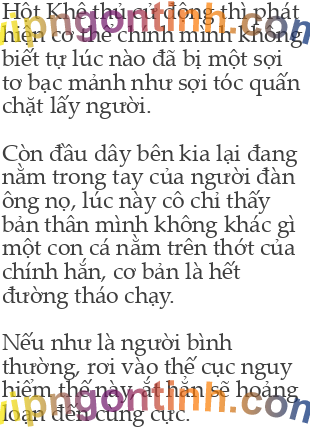 Hột Khê thử cử động thì phát
hiện cơ thể chính mình không
biết tự lúc nào đã bị một sợi
tơ bạc mảnh như sợi tóc quấn
chặt lấy người.
Còn đầu dây bên kia lại đang
nằm trong tay của người đàn
ông nọ, lúc này cô chỉ thấy
bản thân mình không khác gì
một con cá nằm trên thớt của
chính hắn, cơ bản là hết
đường tháo chạy.
Nếu như là người bình
thường, rơi vào thế cục nguy
hiểm thế này, ắt hẳn sẽ hoảng
loạn đến cùng cực.